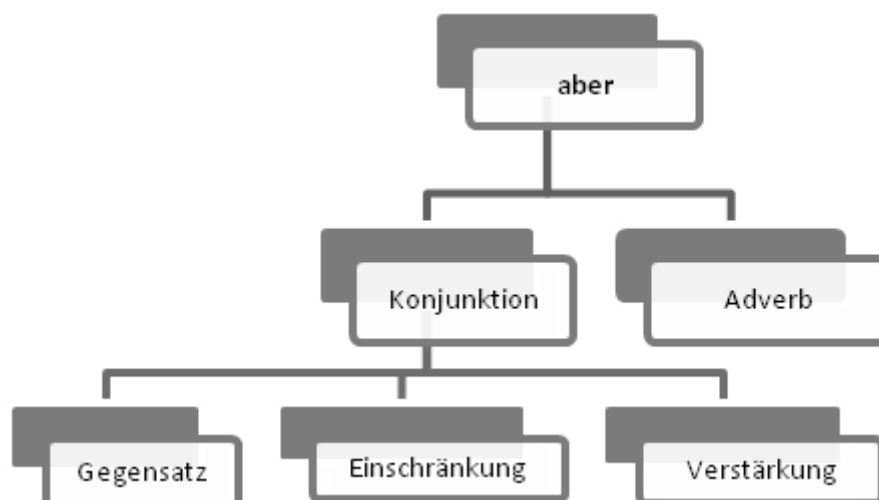 aber
Konjunktion
Adverb
Gegensatz
Einschränkung
Verstärkung